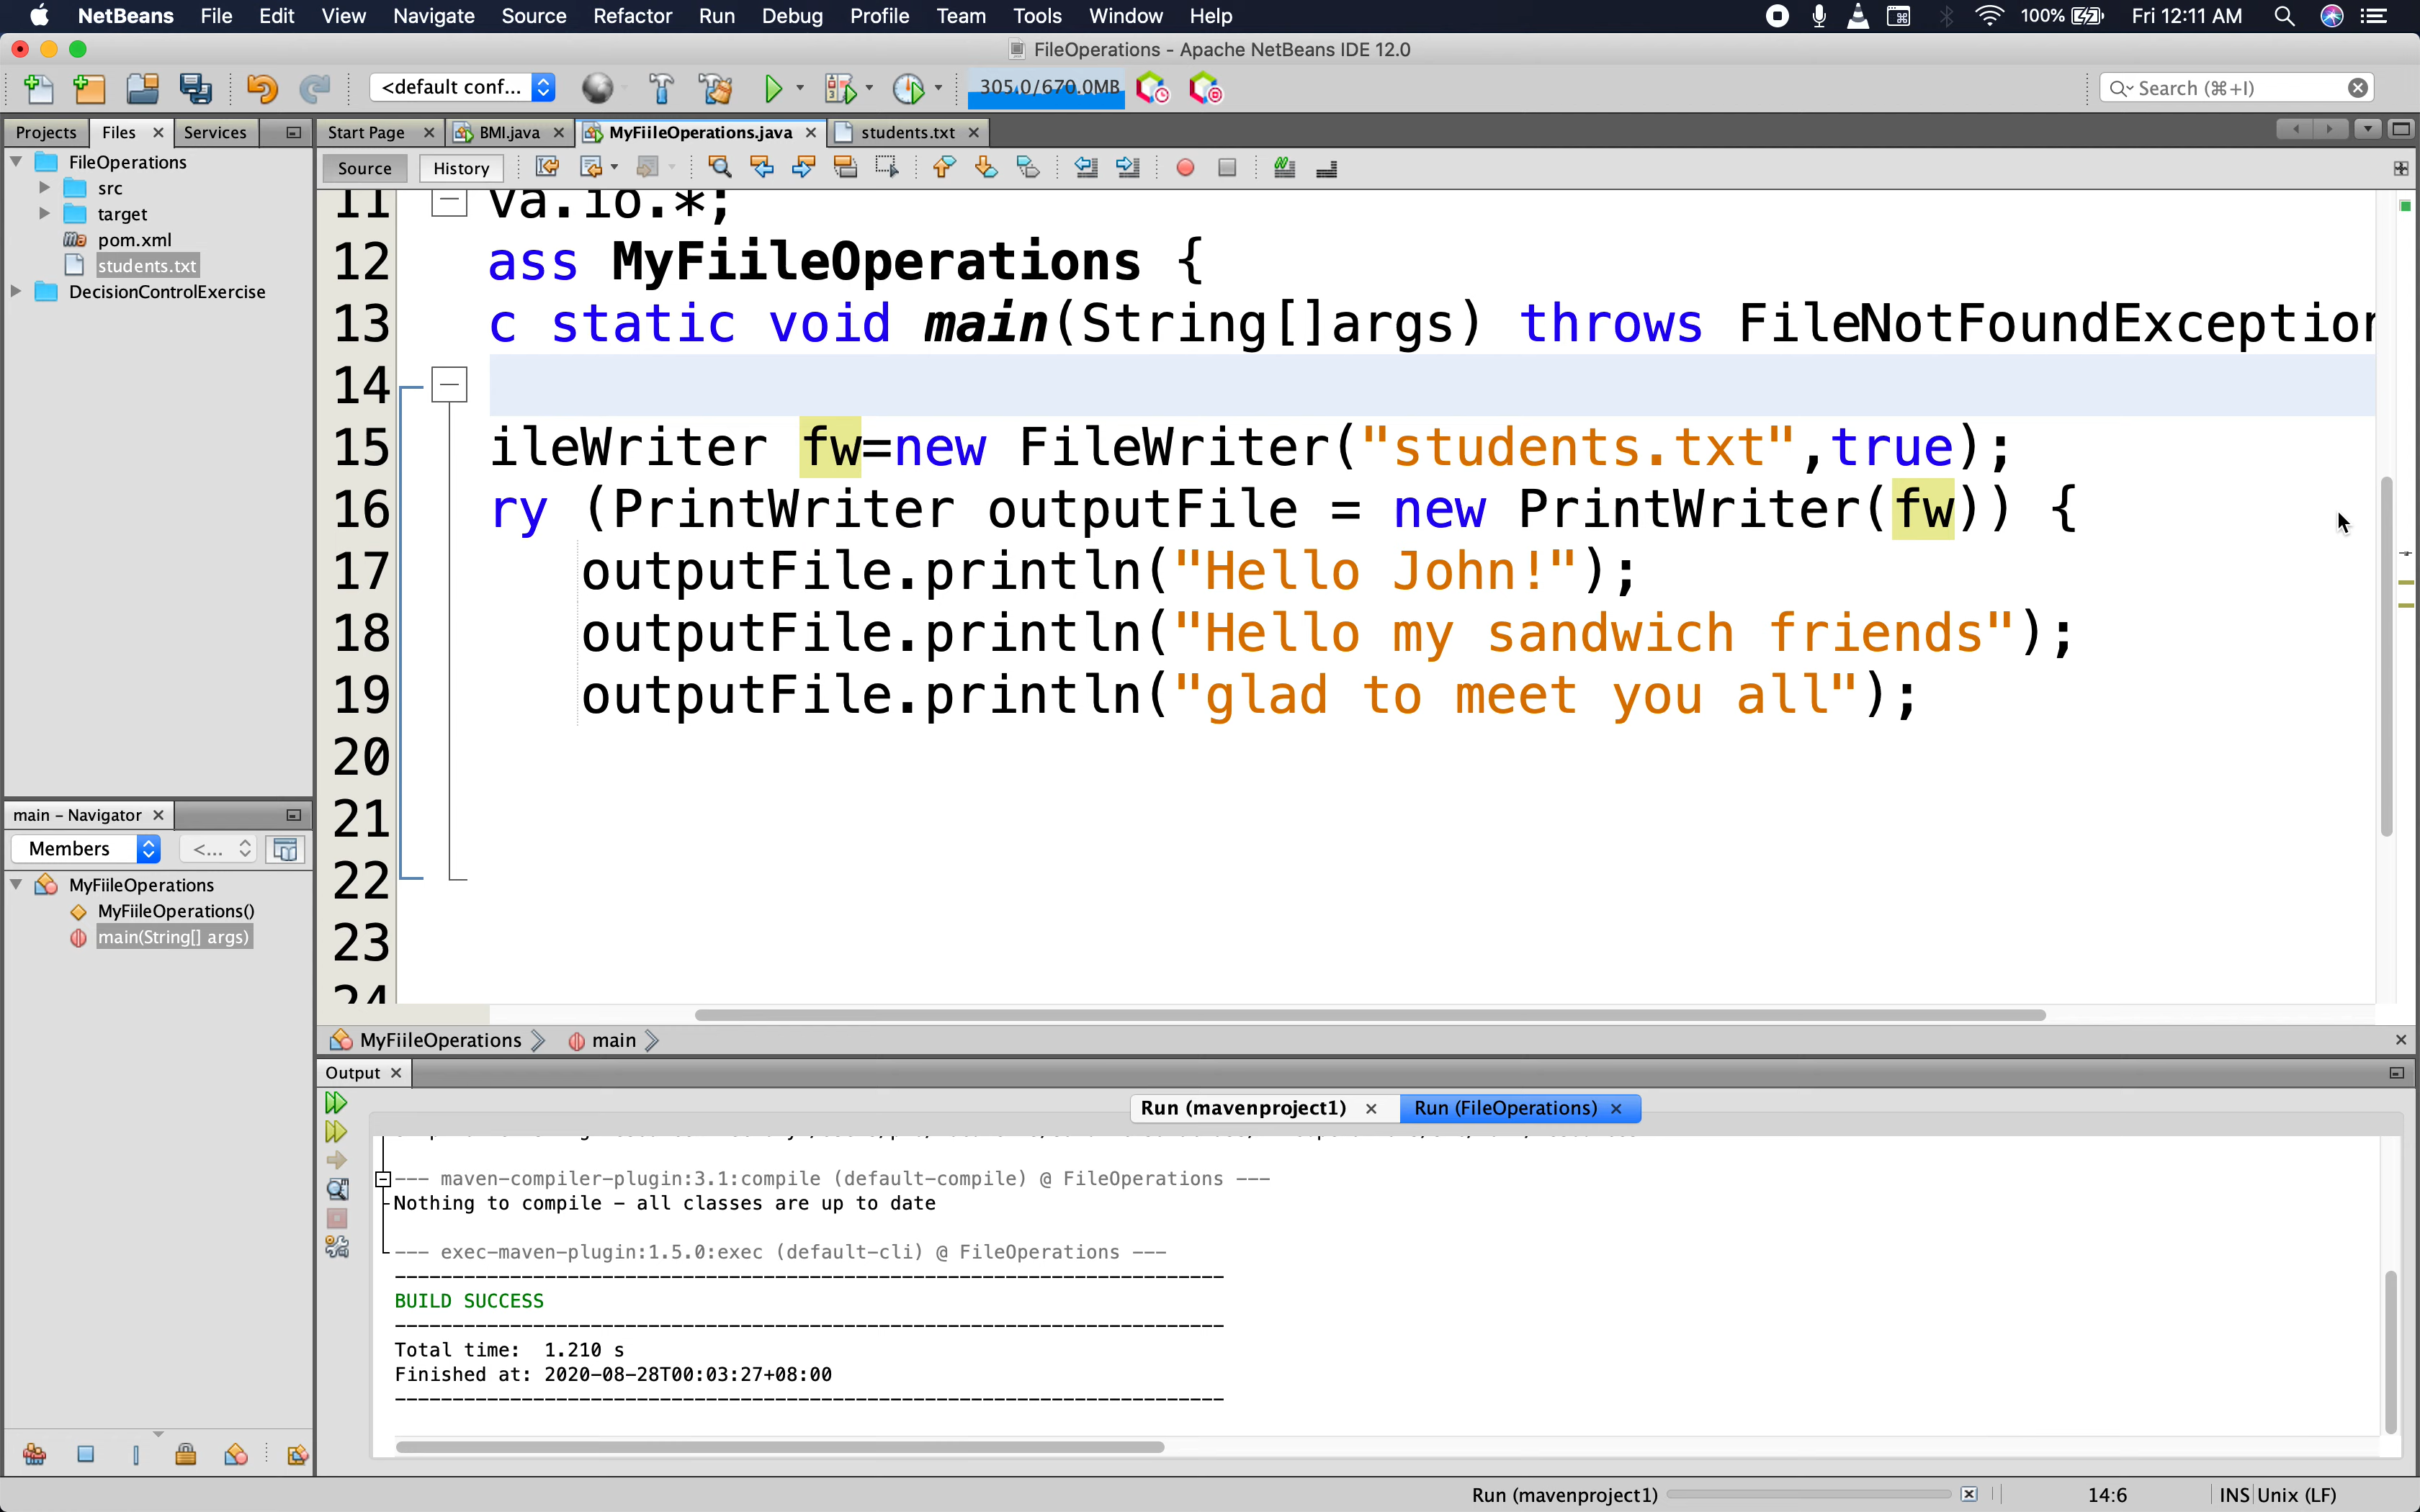 NetBeans File Edit View Navigate Source Refactor Run Debug Profile Team Tools Window Help 100% Fri 12:11 AM
FileOperations - Apache NetBeans IDE 12.0
<default conf... 305.0/670.0MB Search (⌘+I)
Projects Files Services Start Page BMI.java MyFiileOperations.java students.txt
Source History
FileOperations
src
target
pom.xml
students.txt
DecisionControlExercise
11 va.io.*;
12 ass MyFiileOperations {
13 c static void main(String[]args) throws FileNotFoundException
14
15 ileWriter fw=new FileWriter("students.txt",true);
16 ry (PrintWriter outputFile = new PrintWriter(fw)) {
17 outputFile.println("Hello John!");
18 outputFile.println("Hello my sandwich friends");
19 outputFile.println("glad to meet you all");
20
21
22
23
24
main - Navigator
Members <...
MyFiileOperations
MyFiileOperations()
main(String[] args)
MyFiileOperations main
Output
Run (mavenproject1) Run (FileOperations)
--- maven-compiler-plugin:3.1:compile (default-compile) @ FileOperations ---
Nothing to compile - all classes are up to date
--- exec-maven-plugin:1.5.0:exec (default-cli) @ FileOperations ---
------------------------------------------------------------------------
BUILD SUCCESS
------------------------------------------------------------------------
Total time: 1.210 s
Finished at: 2020-08-28T00:03:27+08:00
------------------------------------------------------------------------
Run (mavenproject1) 14:6 INS Unix (LF)